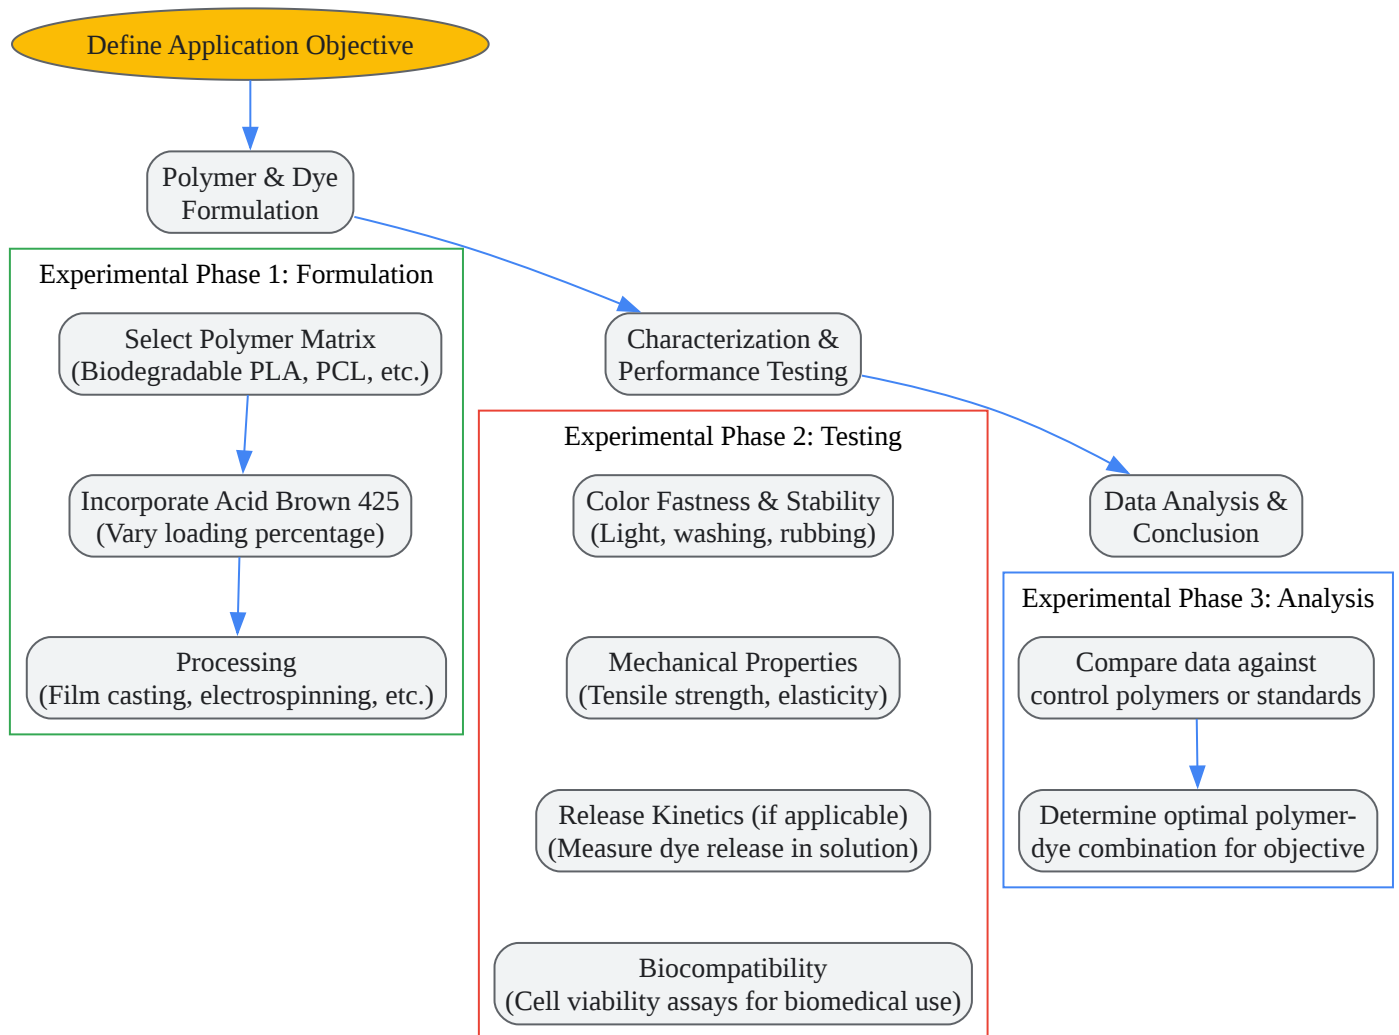 Define Application Objective
Polymer & Dye
Formulation
Experimental Phase 1: Formulation
Select Polymer Matrix
(Biodegradable PLA, PCL, etc.)
Incorporate Acid Brown 425
(Vary loading percentage)
Processing
(Film casting, electrospinning, etc.)
Characterization &
Performance Testing
Experimental Phase 2: Testing
Color Fastness & Stability
(Light, washing, rubbing)
Mechanical Properties
(Tensile strength, elasticity)
Release Kinetics (if applicable)
(Measure dye release in solution)
Biocompatibility
(Cell viability assays for biomedical use)
Data Analysis &
Conclusion
Experimental Phase 3: Analysis
Compare data against
control polymers or standards
Determine optimal polymer-
dye combination for objective